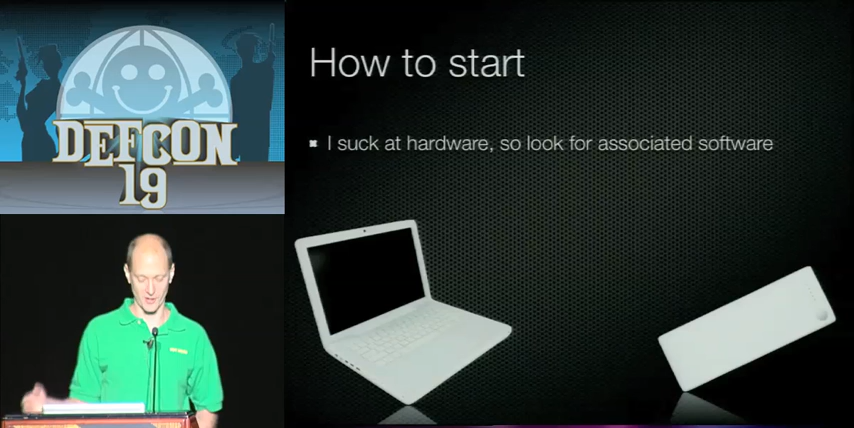 DEFCON
19
How to start
I suck at hardware, so look for associated software